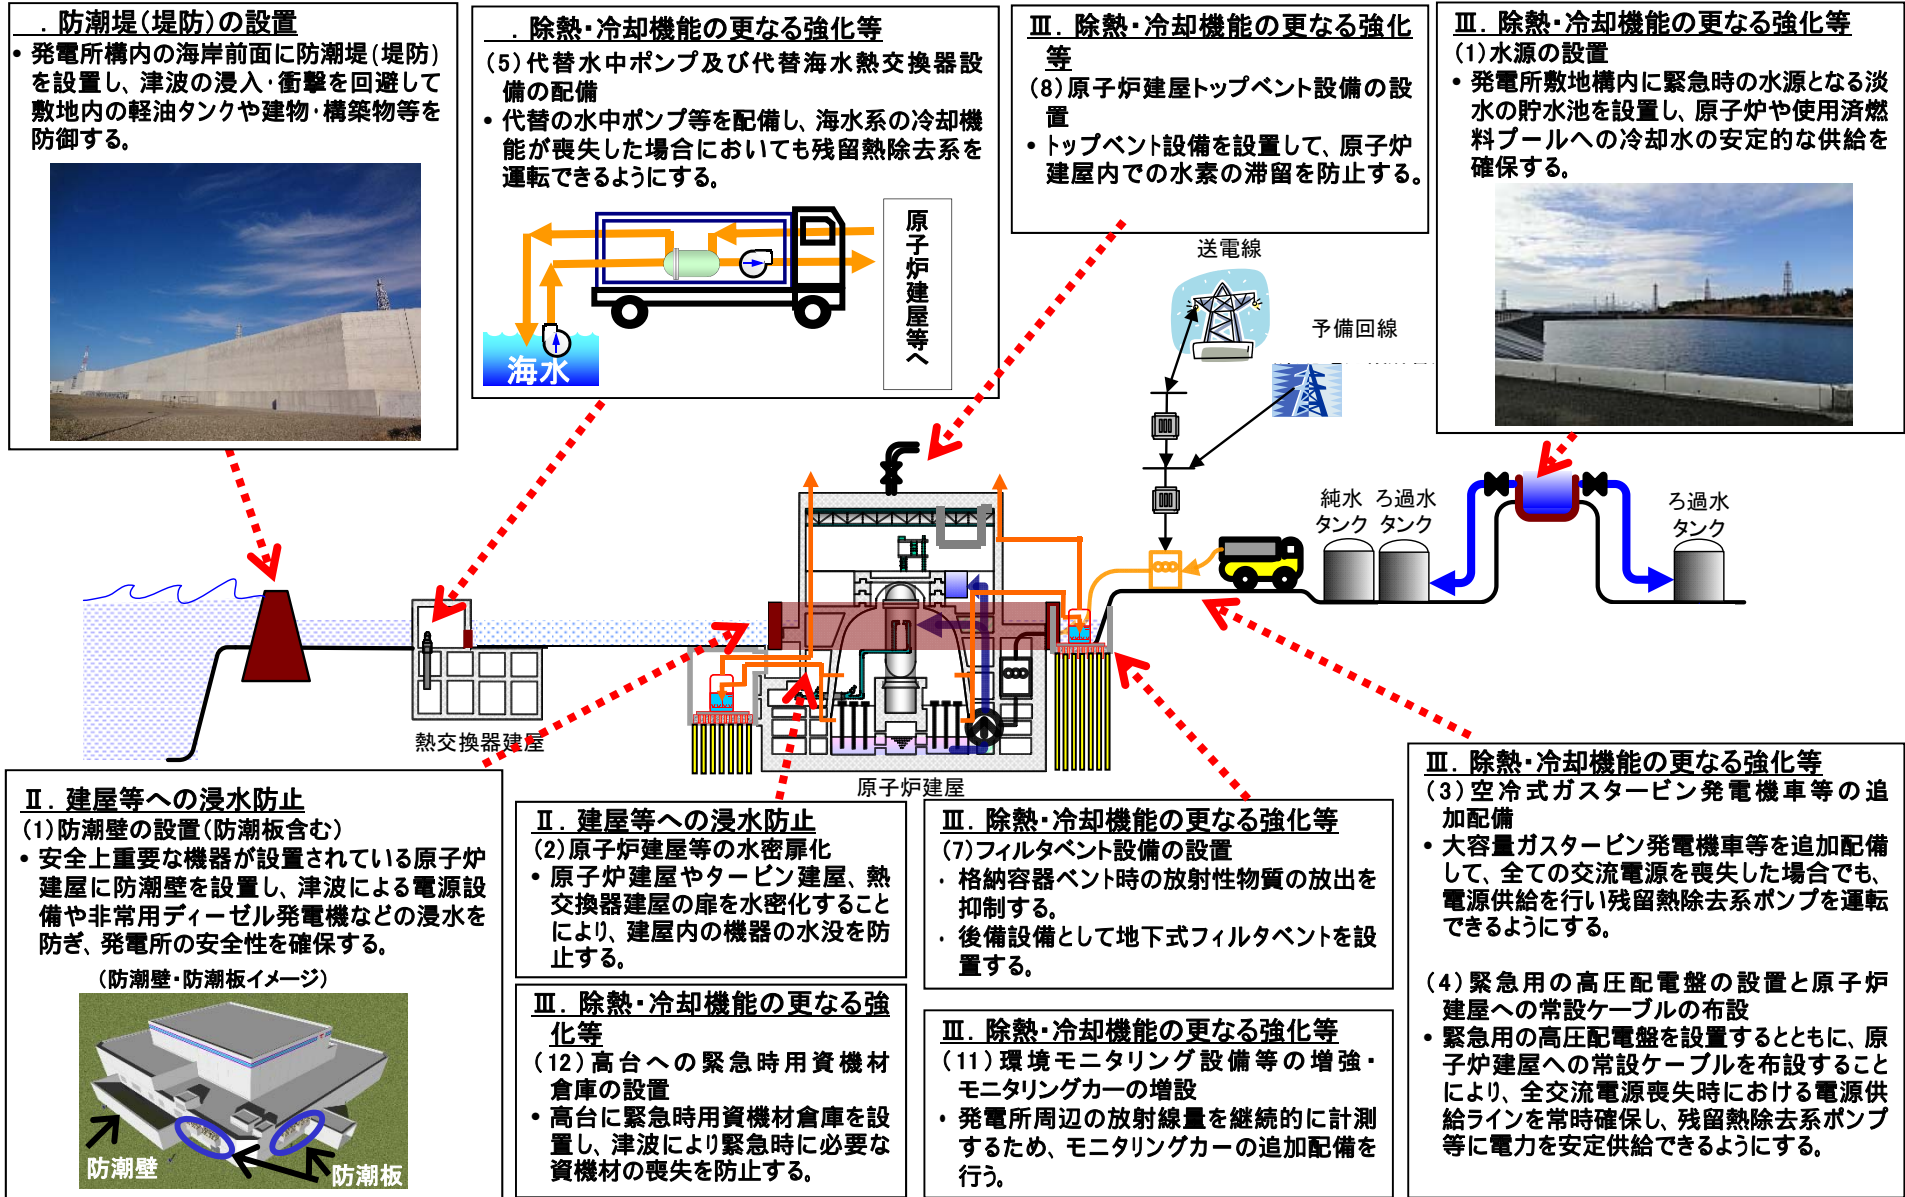 ．防潮堤（堤防）の設置
• 発電所構内の海岸前面に防潮堤（堤防）
を設置し、津波の浸入・衝撃を回避して
敷地内の軽油タンクや建物・構築物等を
防御する。
．除熱・冷却機能の更なる強化等
（5）代替水中ポンプ及び代替海水熱交換器設
備の配備
• 代替の水中ポンプ等を配備し、海水系の冷却機
能が喪失した場合においても残留熱除去系を
運転できるようにする。
原子炉建屋等へ
海水
Ⅲ．除熱・冷却機能の更なる強化
等
（8）原子炉建屋トップベント設備の設
置
• トップベント設備を設置して、原子炉
建屋内での水素の滞留を防止する。
Ⅲ．除熱・冷却機能の更なる強化等
（1）水源の設置
• 発電所敷地構内に緊急時の水源となる淡
水の貯水池を設置し、原子炉や使用済燃
料プールへの冷却水の安定的な供給を
確保する。
送電線
予備回線
純水
タンク
ろ過水
タンク
ろ過水
タンク
熱交換器建屋
原子炉建屋
Ⅱ．建屋等への浸水防止
（1）防潮壁の設置（防潮板含む）
• 安全上重要な機器が設置されている原子炉
建屋に防潮壁を設置し、津波による電源設
備や非常用ディーゼル発電機などの浸水を
防ぎ、発電所の安全性を確保する。
（防潮壁・防潮板イメージ）
防潮壁
防潮板
Ⅱ．建屋等への浸水防止
（2）原子炉建屋等の水密扉化
• 原子炉建屋やタービン建屋、熱
交換器建屋の扉を水密化すること
により、建屋内の機器の水没を防
止する。
Ⅲ．除熱・冷却機能の更なる強
化等
（12）高台への緊急時用資機材
倉庫の設置
• 高台に緊急時用資機材倉庫を設
置し、津波により緊急時に必要な
資機材の喪失を防止する。
Ⅲ．除熱・冷却機能の更なる強化等
（7）フィルタベント設備の設置
・ 格納容器ベント時の放射性物質の放出を
抑制する。
・ 後備設備として地下式フィルタベントを設
置する。
Ⅲ．除熱・冷却機能の更なる強化等
（11）環境モニタリング設備等の増強・
モニタリングカーの増設
• 発電所周辺の放射線量を継続的に計測
するため、モニタリングカーの追加配備を
行う。
Ⅲ．除熱・冷却機能の更なる強化等
（3）空冷式ガスタービン発電機車等の追
加配備
• 大容量ガスタービン発電機車等を追加配備
して、全ての交流電源を喪失した場合でも、
電源供給を行い残留熱除去系ポンプを運転
できるようにする。
（4）緊急用の高圧配電盤の設置と原子炉
建屋への常設ケーブルの布設
• 緊急用の高圧配電盤を設置するとともに、原
子炉建屋への常設ケーブルを布設すること
により、全交流電源喪失時における電源供
給ラインを常時確保し、残留熱除去系ポンプ
等に電力を安定供給できるようにする。